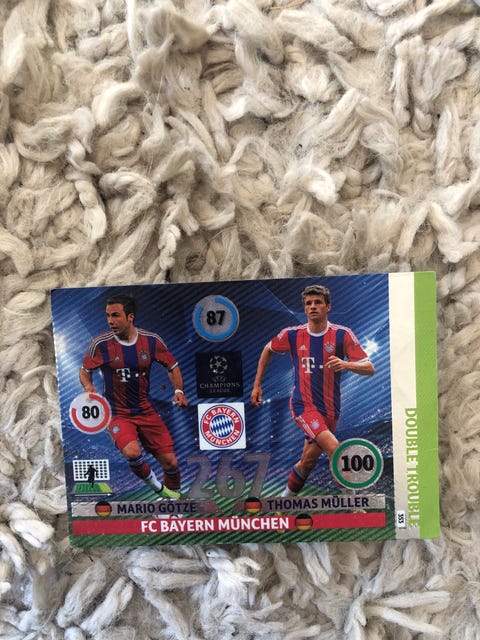 87
UEFA
CHAMPIONS
LEAGUE
FC BAYERN
MÜNCHEN
80
100
267
MARIO GÖTZE
THOMAS MÜLLER
FC BAYERN MÜNCHEN
DOUBLE TROUBLE
353